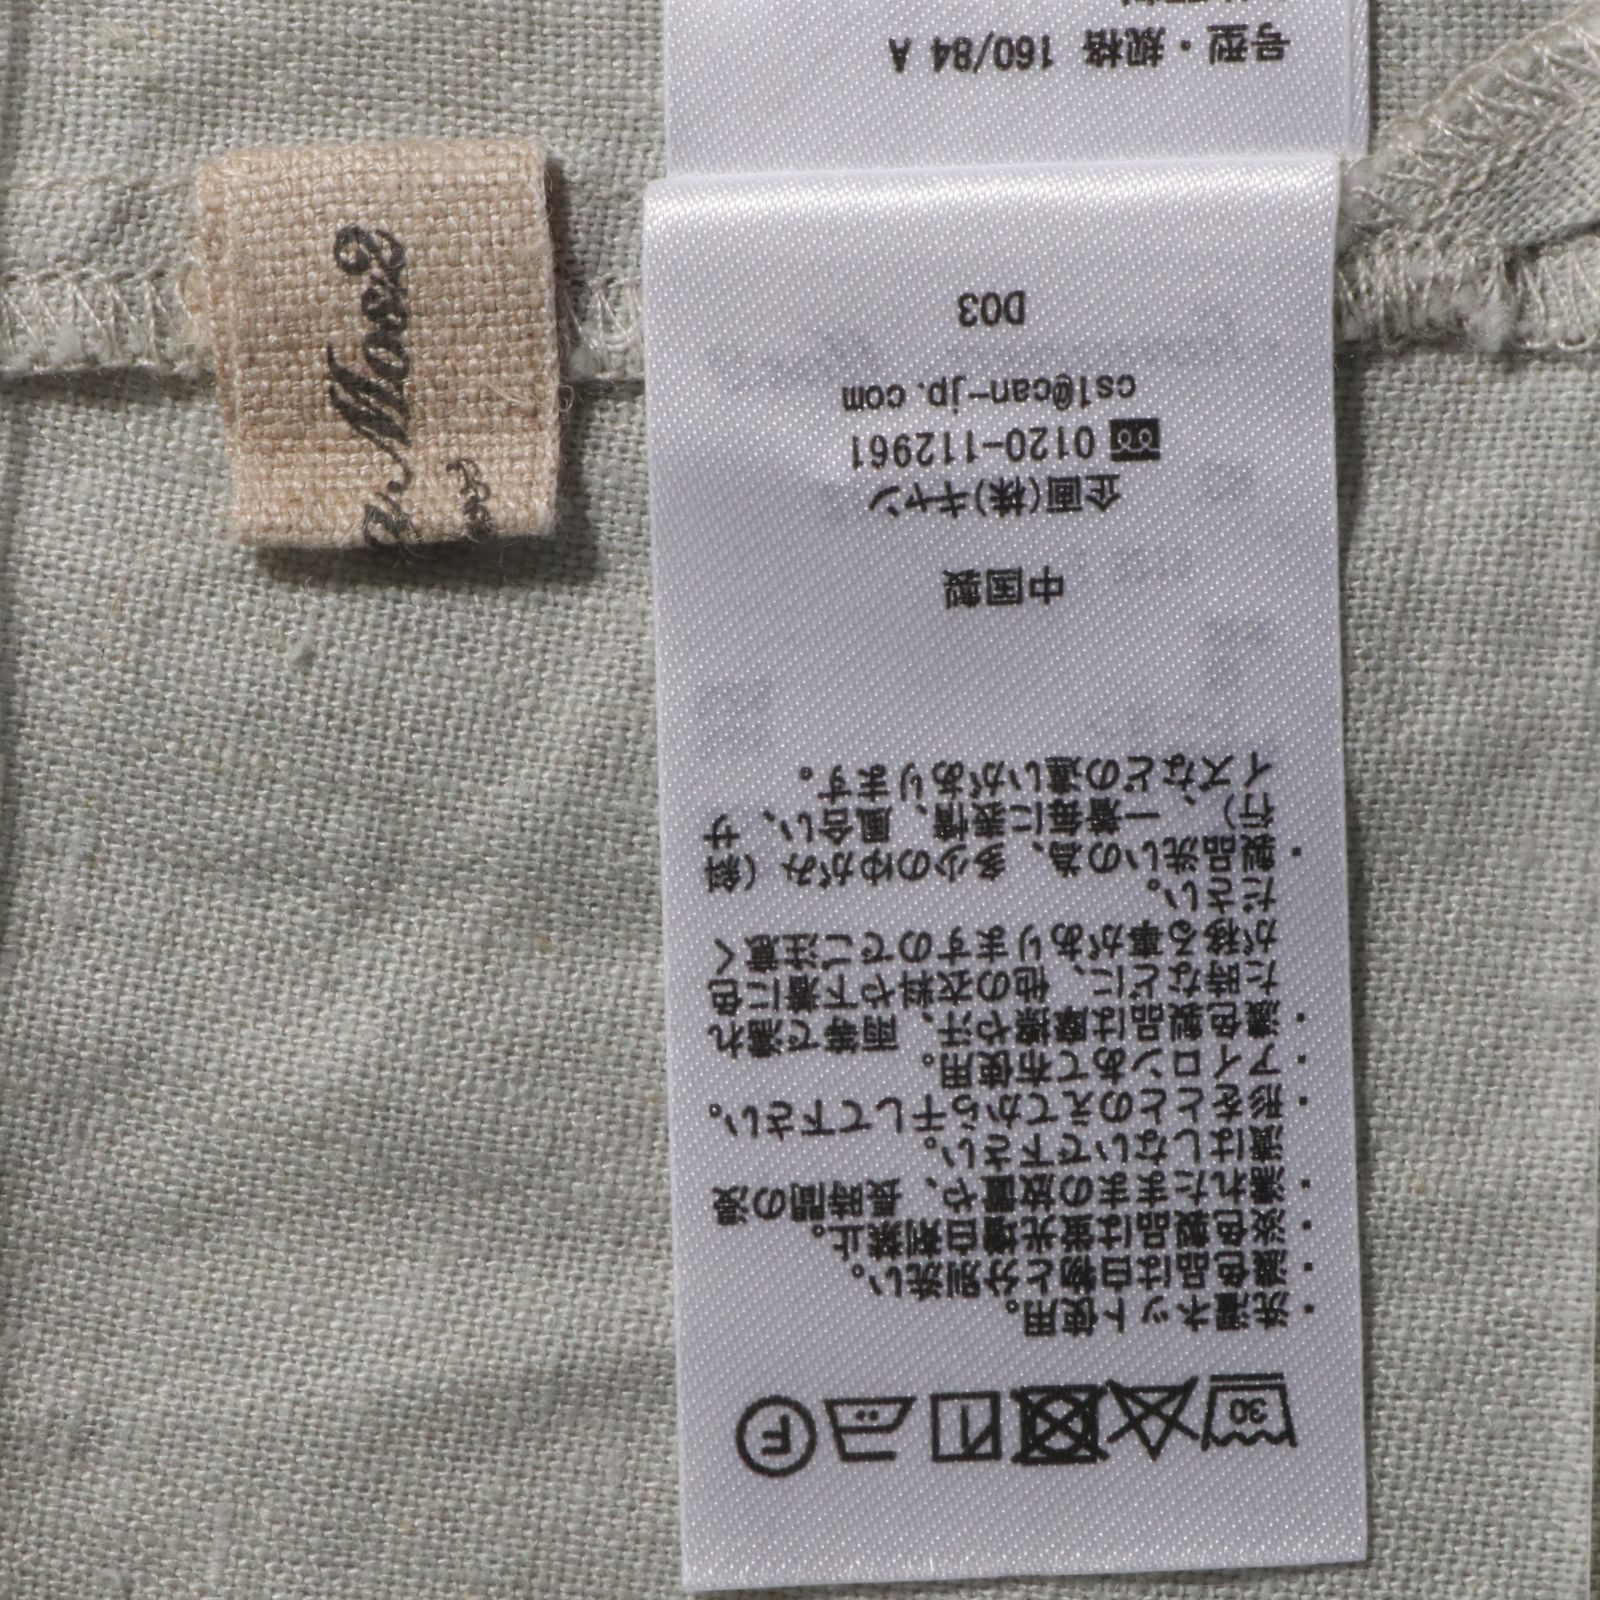 30
F
・洗濯ネット使用。
・濃色品は白物と分別洗い。
・淡色製品は蛍光増白剤禁止。
・濡れたままの放置や、長時間の浸
漬はしないで下さい。
・形をととのえてから干して下さい。
・アイロンあて布使用。
・濃色製品は摩擦や汗、雨等で濡れ
た時などに、他の衣料や下着に色
が移る事がありますのでご注意く
ださい。
・製品洗いの為、多少のゆがみ（斜
行）、一着毎に表情、風合い、サ
イズなどの違いがあります。
中国製
企画(株)キャン
0120-112961
cs1@can-jp.com
D03
号型・规格 160/84 A
Mos2